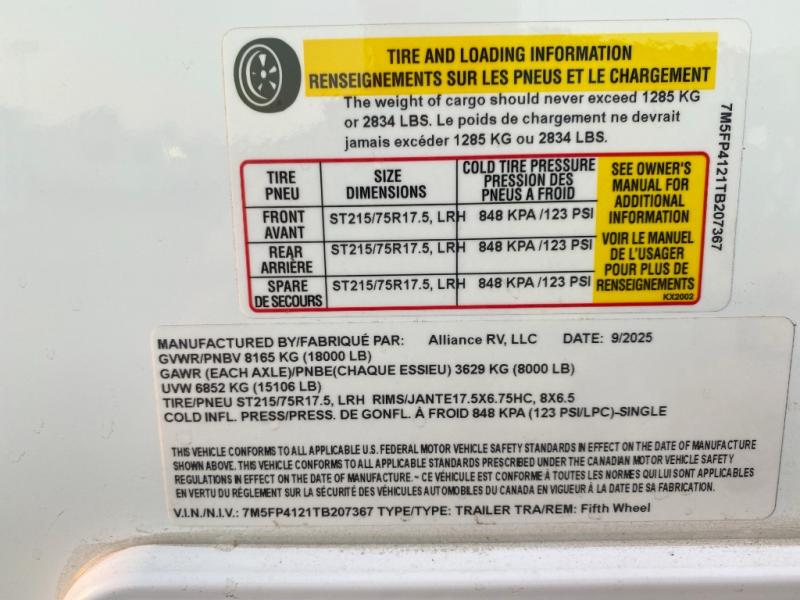 TIRE AND LOADING INFORMATION
RENSEIGNEMENTS SUR LES PNEUS ET LE CHARGEMENT
The weight of cargo should never exceed 1285 KG
or 2834 LBS. Le poids de chargement ne devrait
jamais excéder 1285 KG ou 2834 LBS.
7M5FP4121TB207367
TIRE
PNEU
SIZE
DIMENSIONS
COLD TIRE PRESSURE
PRESSION DES
PNEUS A FROID
FRONT
AVANT
ST215/75R17.5, LRH
848 KPA /123 PSI
REAR
ARRIÈRE
ST215/75R17.5, LRH
848 KPA /123 PSI
SPARE
DE SECOURS
ST215/75R17.5, LRH
848 KPA /123 PSI
SEE OWNER'S
MANUAL FOR
ADDITIONAL
INFORMATION
VOIR LE MANUEL
DE L'USAGER
POUR PLUS DE
RENSEIGNEMENTS
KX2002
MANUFACTURED BY/FABRIQUÉ PAR: Alliance RV, LLC DATE: 9/2025
GVWR/PNBV 8165 KG (18000 LB)
GAWR (EACH AXLE)/PNBE(CHAQUE ESSIEU) 3629 KG (8000 LB)
UVW 6852 KG (15106 LB)
TIRE/PNEU ST215/75R17.5, LRH RIMS/JANTE17.5X6.75HC, 8X6.5
COLD INFL. PRESS/PRESS. DE GONFL. À FROID 848 KPA (123 PSI/LPC)-SINGLE
THIS VEHICLE CONFORMS TO ALL APPLICABLE U.S. FEDERAL MOTOR VEHICLE SAFETY STANDARDS IN EFFECT ON THE DATE OF MANUFACTURE
SHOWN ABOVE. THIS VEHICLE CONFORMS TO ALL APPLICABLE STANDARDS PRESCRIBED UNDER THE CANADIAN MOTOR VEHICLE SAFETY
REGULATIONS IN EFFECT ON THE DATE OF MANUFACTURE. ~ CE VÉHICULE EST CONFORME À TOUTES LES NORMES QUI LUI SONT APPLICABLES
EN VERTU DU RÉGLEMENT SUR LA SÉCURITÉ DES VÉHICULES AUTOMOBILES DU CANADA EN VIGUEUR À LA DATE DE SA FABRICATION.
V.I.N./N.I.V.: 7M5FP4121TB207367 TYPE/TYPE: TRAILER TRA/REM: Fifth Wheel